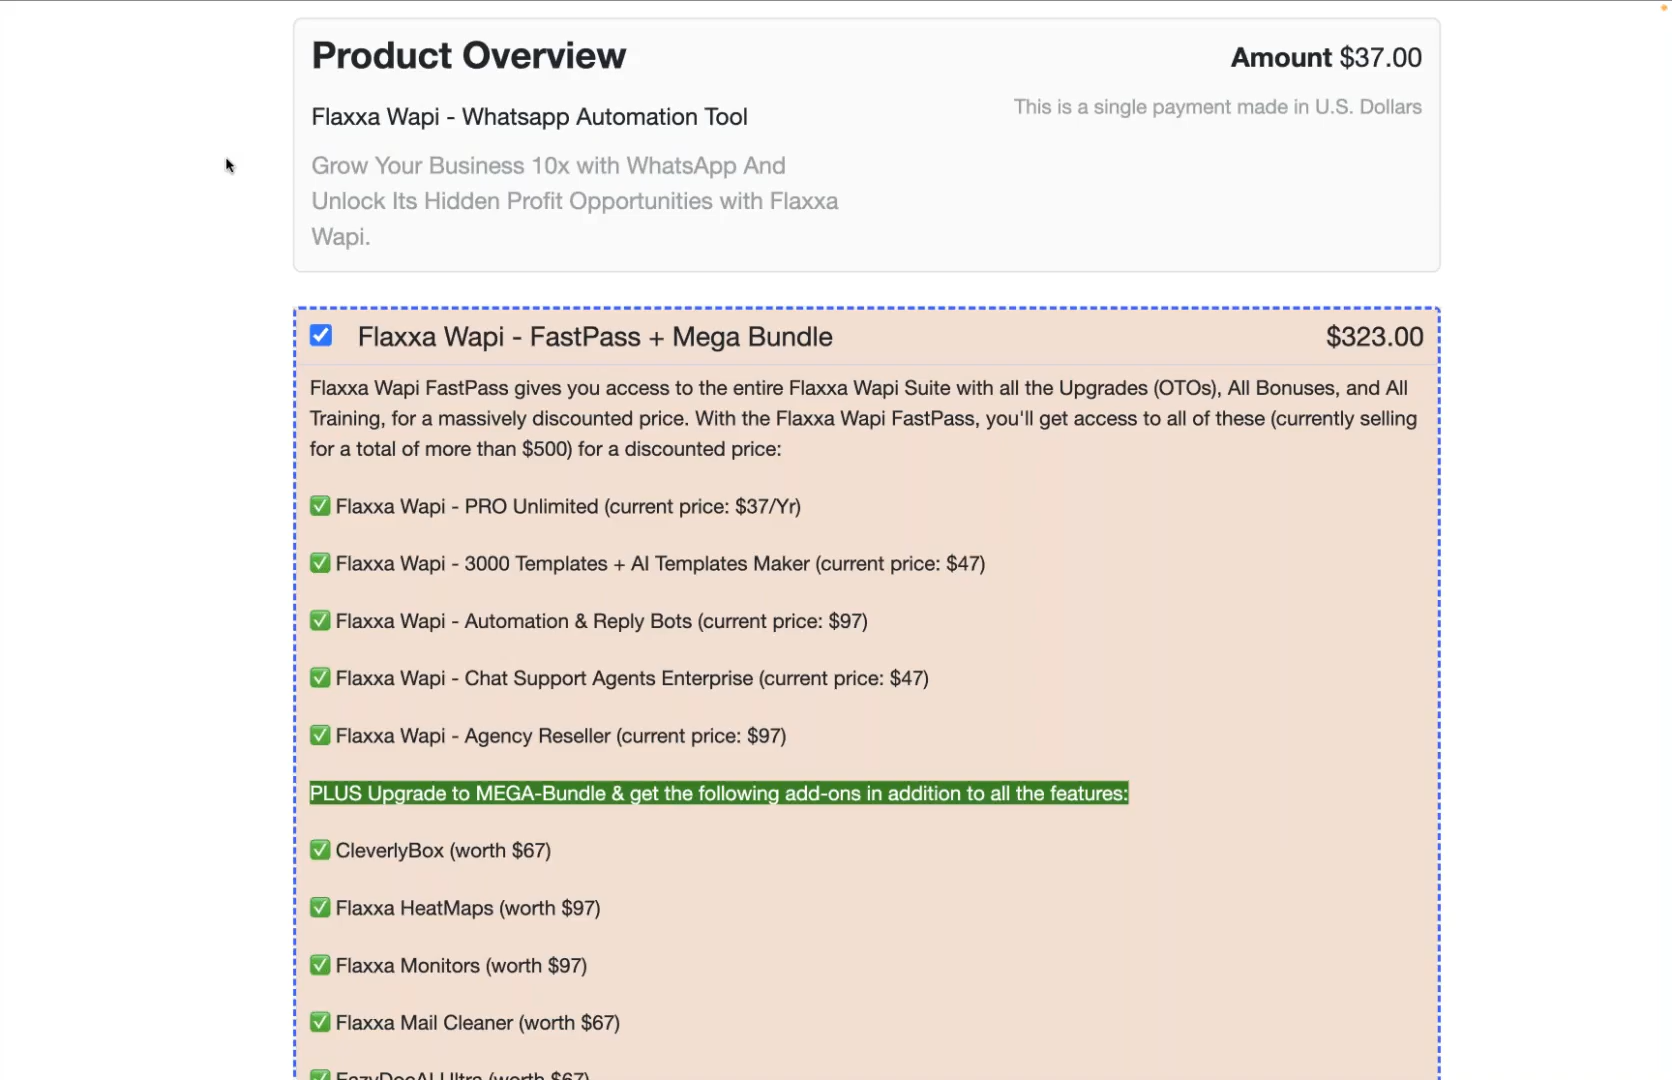 Product Overview
Amount $37.00
Flaxxa Wapi - Whatsapp Automation Tool
This is a single payment made in U.S. Dollars
Grow Your Business 10x with WhatsApp And
Unlock Its Hidden Profit Opportunities with Flaxxa
Wapi.
Flaxxa Wapi - FastPass + Mega Bundle
$323.00
Flaxxa Wapi FastPass gives you access to the entire Flaxxa Wapi Suite with all the Upgrades (OTOs), All Bonuses, and All
Training, for a massively discounted price. With the Flaxxa Wapi FastPass, you'll get access to all of these (currently selling
for a total of more than $500) for a discounted price:
✅ Flaxxa Wapi - PRO Unlimited (current price: $37/Yr)
✅ Flaxxa Wapi - 3000 Templates + AI Templates Maker (current price: $47)
✅ Flaxxa Wapi - Automation & Reply Bots (current price: $97)
✅ Flaxxa Wapi - Chat Support Agents Enterprise (current price: $47)
✅ Flaxxa Wapi - Agency Reseller (current price: $97)
PLUS Upgrade to MEGA-Bundle & get the following add-ons in addition to all the features:
✅ CleverlyBox (worth $67)
✅ Flaxxa HeatMaps (worth $97)
✅ Flaxxa Monitors (worth $97)
✅ Flaxxa Mail Cleaner (worth $67)
✅ EazyDocAI Ultra (worth $67)